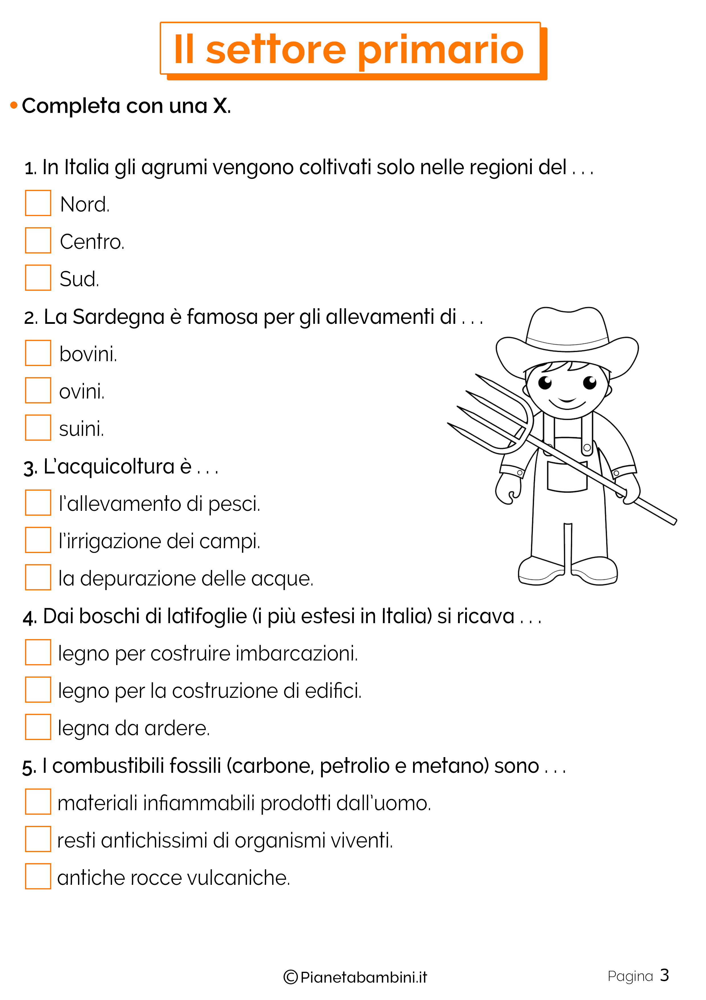 Il settore primario
• Completa con una X.
1. In Italia gli agrumi vengono coltivati solo nelle regioni del . . .
Nord.
Centro.
Sud.
2. La Sardegna è famosa per gli allevamenti di . . .
bovini.
ovini.
suini.
3. L'acquicoltura è . . .
l'allevamento di pesci.
l'irrigazione dei campi.
la depurazione delle acque.
4. Dai boschi di latifoglie (i più estesi in Italia) si ricava . . .
legno per costruire imbarcazioni.
legno per la costruzione di edifici.
legna da ardere.
5. I combustibili fossili (carbone, petrolio e metano) sono . . .
materiali infiammabili prodotti dall'uomo.
resti antichissimi di organismi viventi.
antiche rocce vulcaniche.
©Pianetabambini.it
Pagina 3